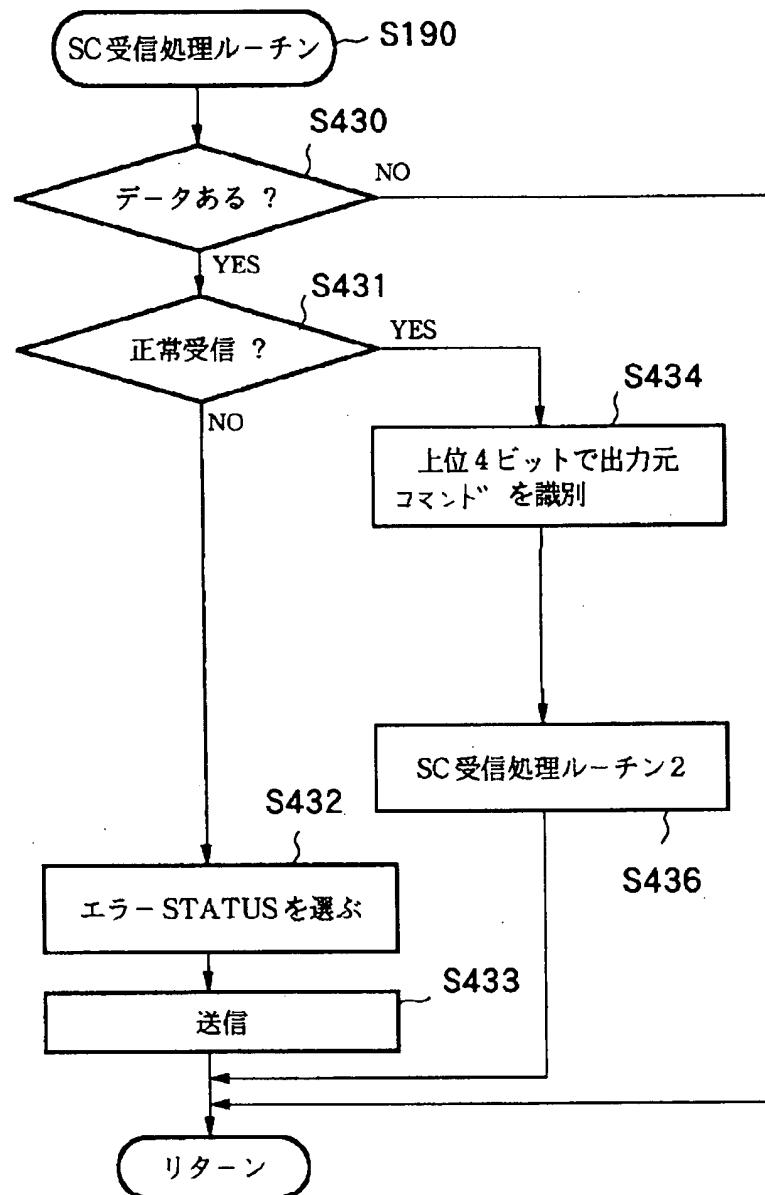 SC受信処理ルーチン
S190
S430
データある ?
NO
YES
S431
正常受信 ?
YES
NO
S434
上位4ビットで出力元
コマンド を識別
SC受信処理ルーチン2
S436
S432
エラーSTATUSを選ぶ
S433
送信
リターン